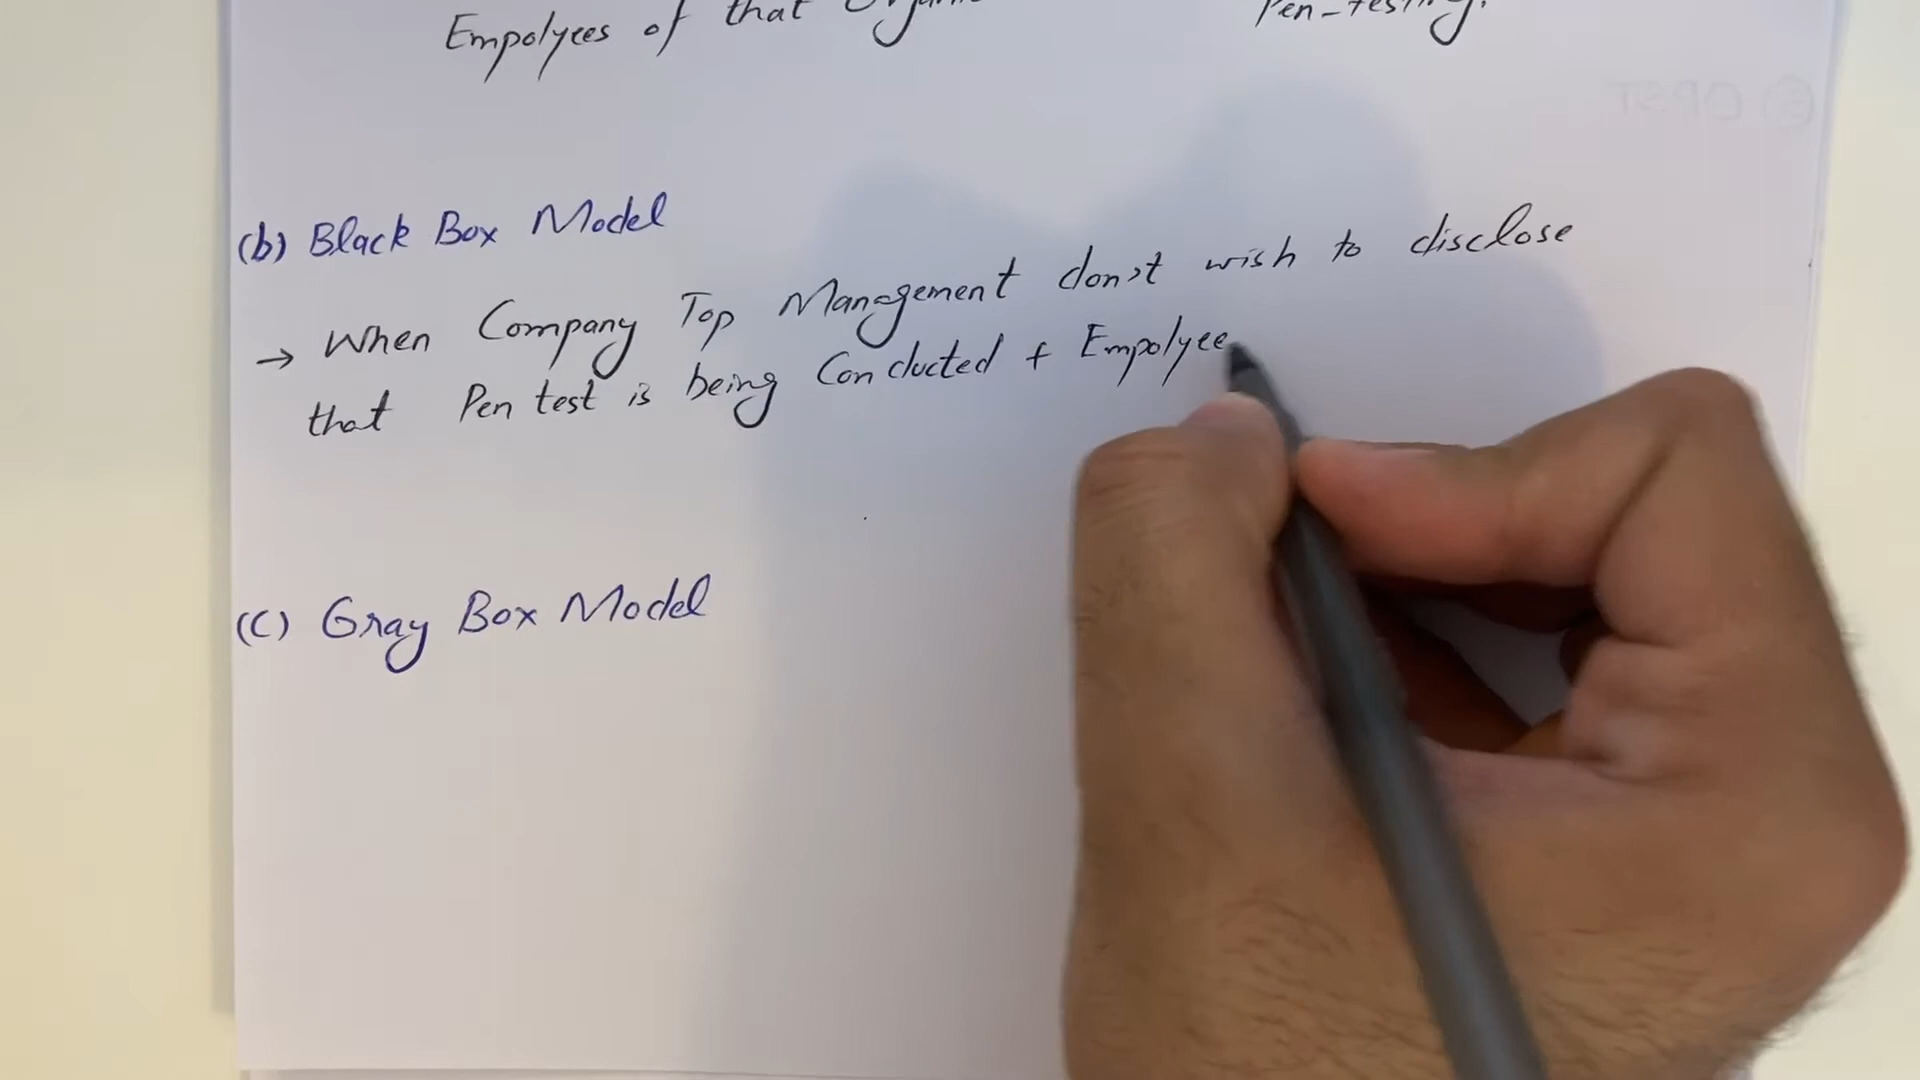 Empolyees of that
Pen-testing.
(b) Black Box Model
→ When Company Top Management don't wish to disclose
that Pen test is being Conducted + Empolyee
(C) Gray Box Model